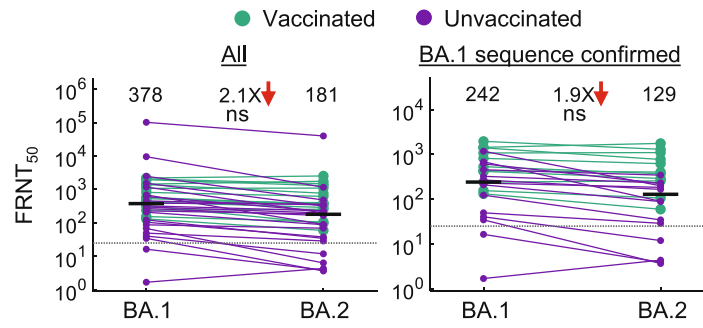 Vaccinated Unvaccinated
All BA.1 sequence confirmed
FRNT50
10^6
10^5
10^4
10^3
10^2
10^1
10^0
378 2.1X 181
ns
BA.1 BA.2
10^4
10^3
10^2
10^1
10^0
242 1.9X 129
ns
BA.1 BA.2